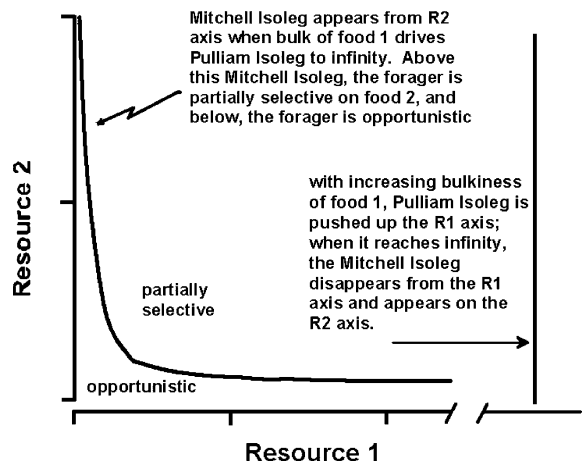 Mitchell Isoleg appears from R2
axis when bulk of food 1 drives
Pulliam Isoleg to infinity.  Above
this Mitchell Isoleg, the forager is
partially selective on food 2, and
below, the forager is opportunistic
with increasing bulkiness
of food 1, Pulliam Isoleg is
pushed up the R1 axis;
when it reaches infinity,
the Mitchell Isoleg
disappears from the R1
axis and appears on the
R2 axis.
Resource 2
partially
selective
opportunistic
Resource 1